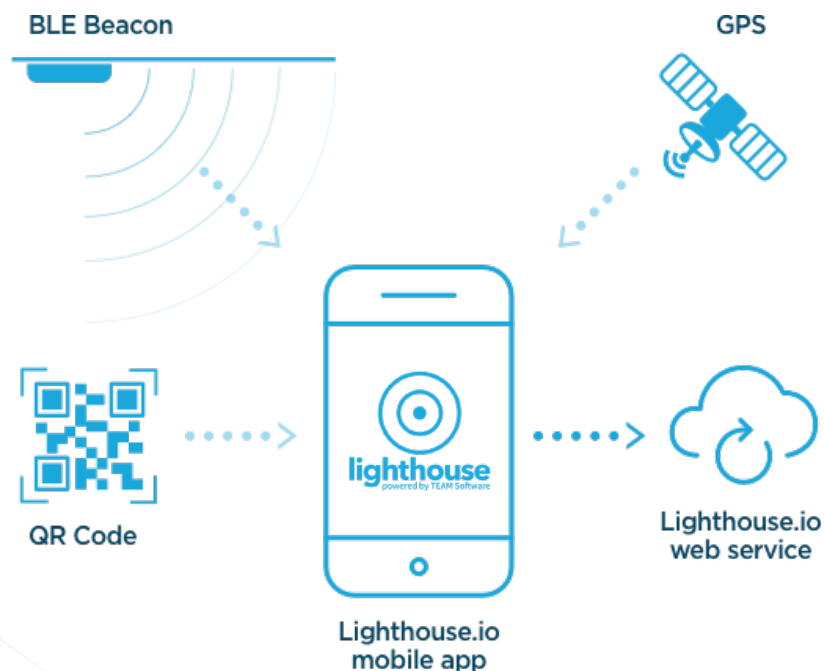 BLE Beacon
GPS
lighthouse
powered by TEAM Software
QR Code
Lighthouse.io
web service
Lighthouse.io
mobile app